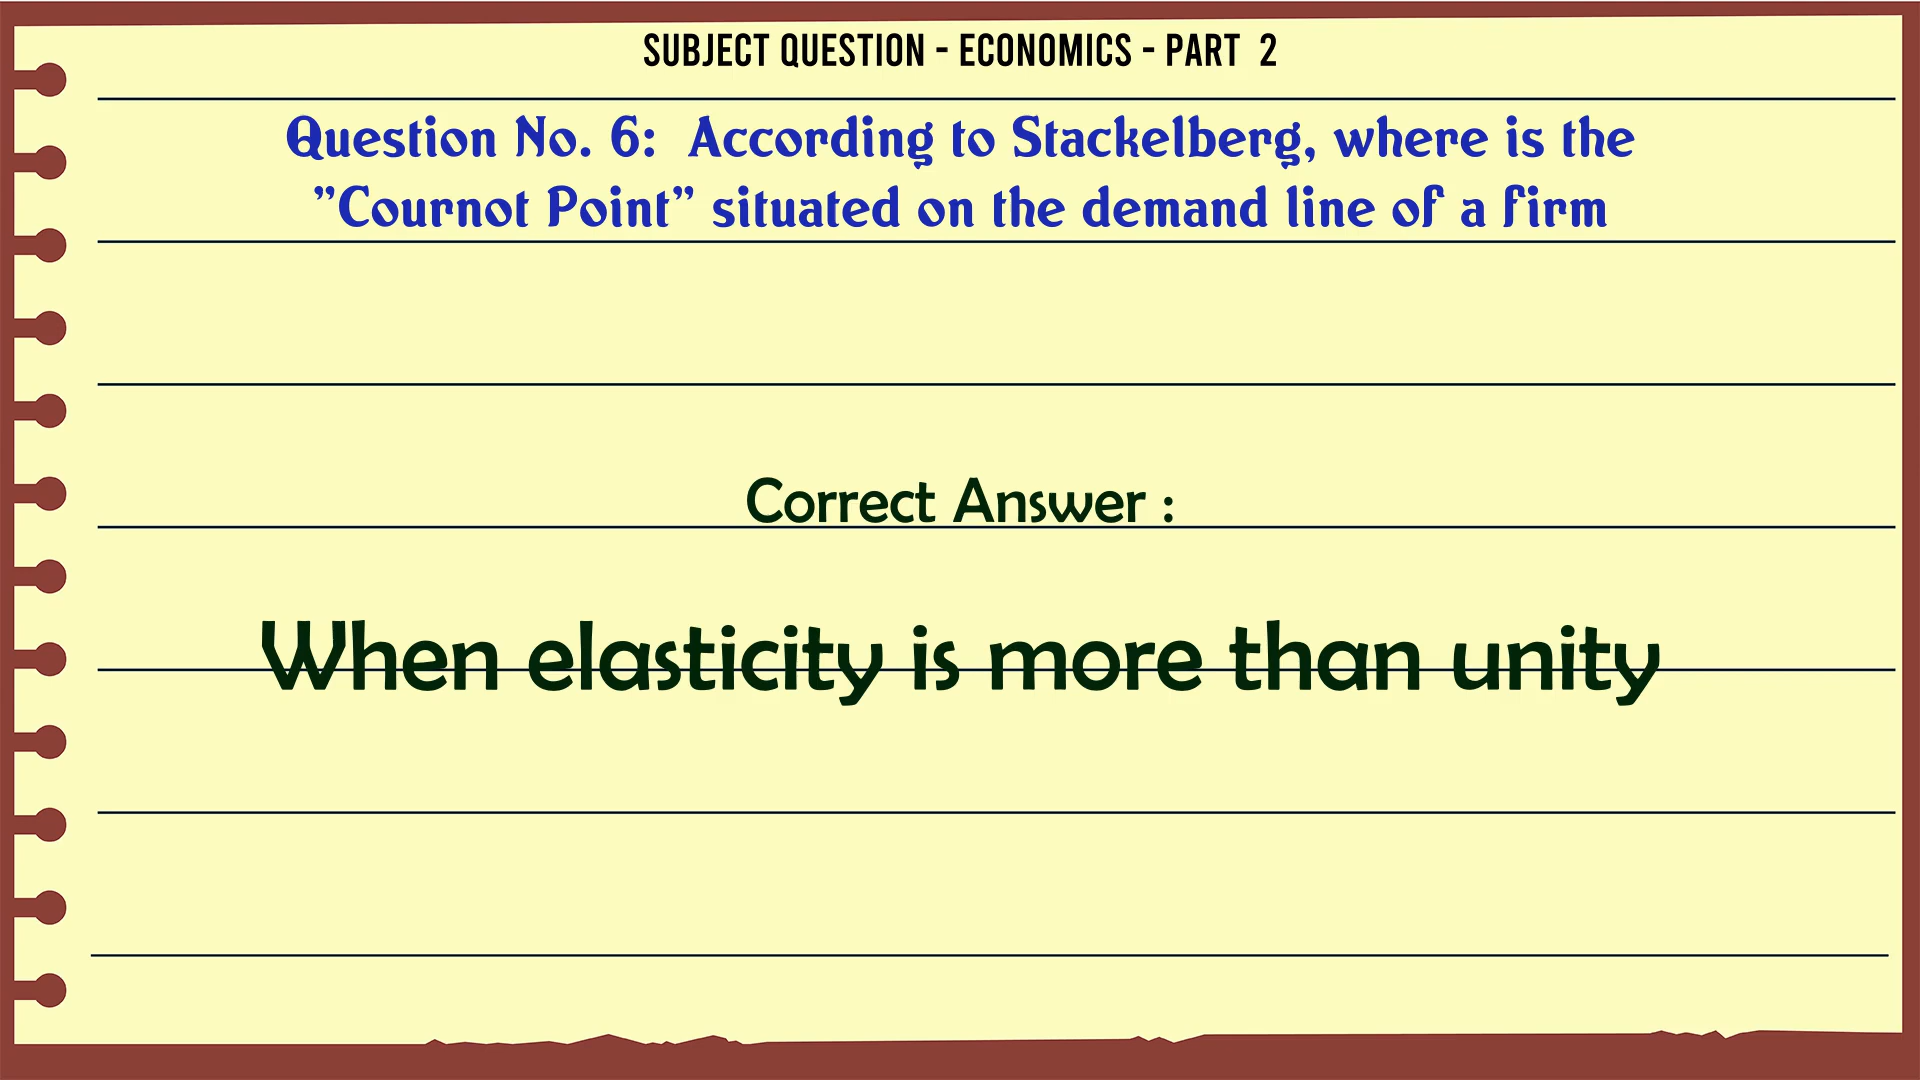 SUBJECT QUESTION - ECONOMICS - PART 2
Question No. 6: According to Stackelberg, where is the
"Cournot Point" situated on the demand line of a firm
Correct Answer :
When elasticity is more than unity